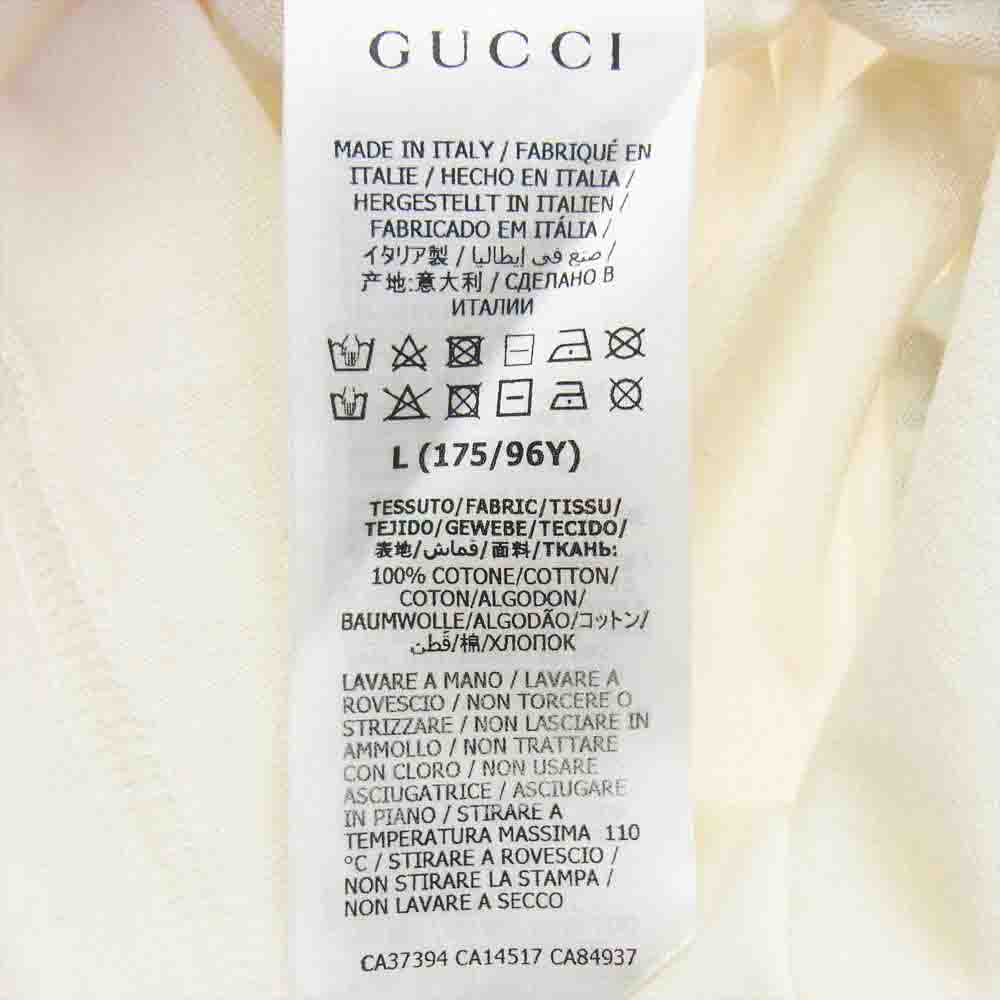 GUCCI
MADE IN ITALY / FABRIQUÉ EN
ITALIE / HECHO EN ITALIA /
HERGESTELLT IN ITALIEN /
FABRICADO EM ITÁLIA /
イタリア製 / صنع في إيطاليا /
产地:意大利 / СДЕЛАНО В
ИТАЛИИ
L (175/96Y)
TESSUTO/FABRIC/TISSU/
TEJIDO/GEWEBE/TECIDO/
表地/قماش/面料/ТКАНЬ:
100% COTONE/COTTON/
COTON/ALGODON/
BAUMWOLLE/ALGODÃO/コットン/
قُطن/棉/ХЛОПОК
LAVARE A MANO / LAVARE A
ROVESCIO / NON TORCERE O
STRIZZARE / NON LASCIARE IN
AMMOLLO / NON TRATTARE
CON CLORO / NON USARE
ASCIUGATRICE / ASCIUGARE
IN PIANO / STIRARE A
TEMPERATURA MASSIMA 110
°C / STIRARE A ROVESCIO /
NON STIRARE LA STAMPA /
NON LAVARE A SECCO
CA37394 CA14517 CA84937